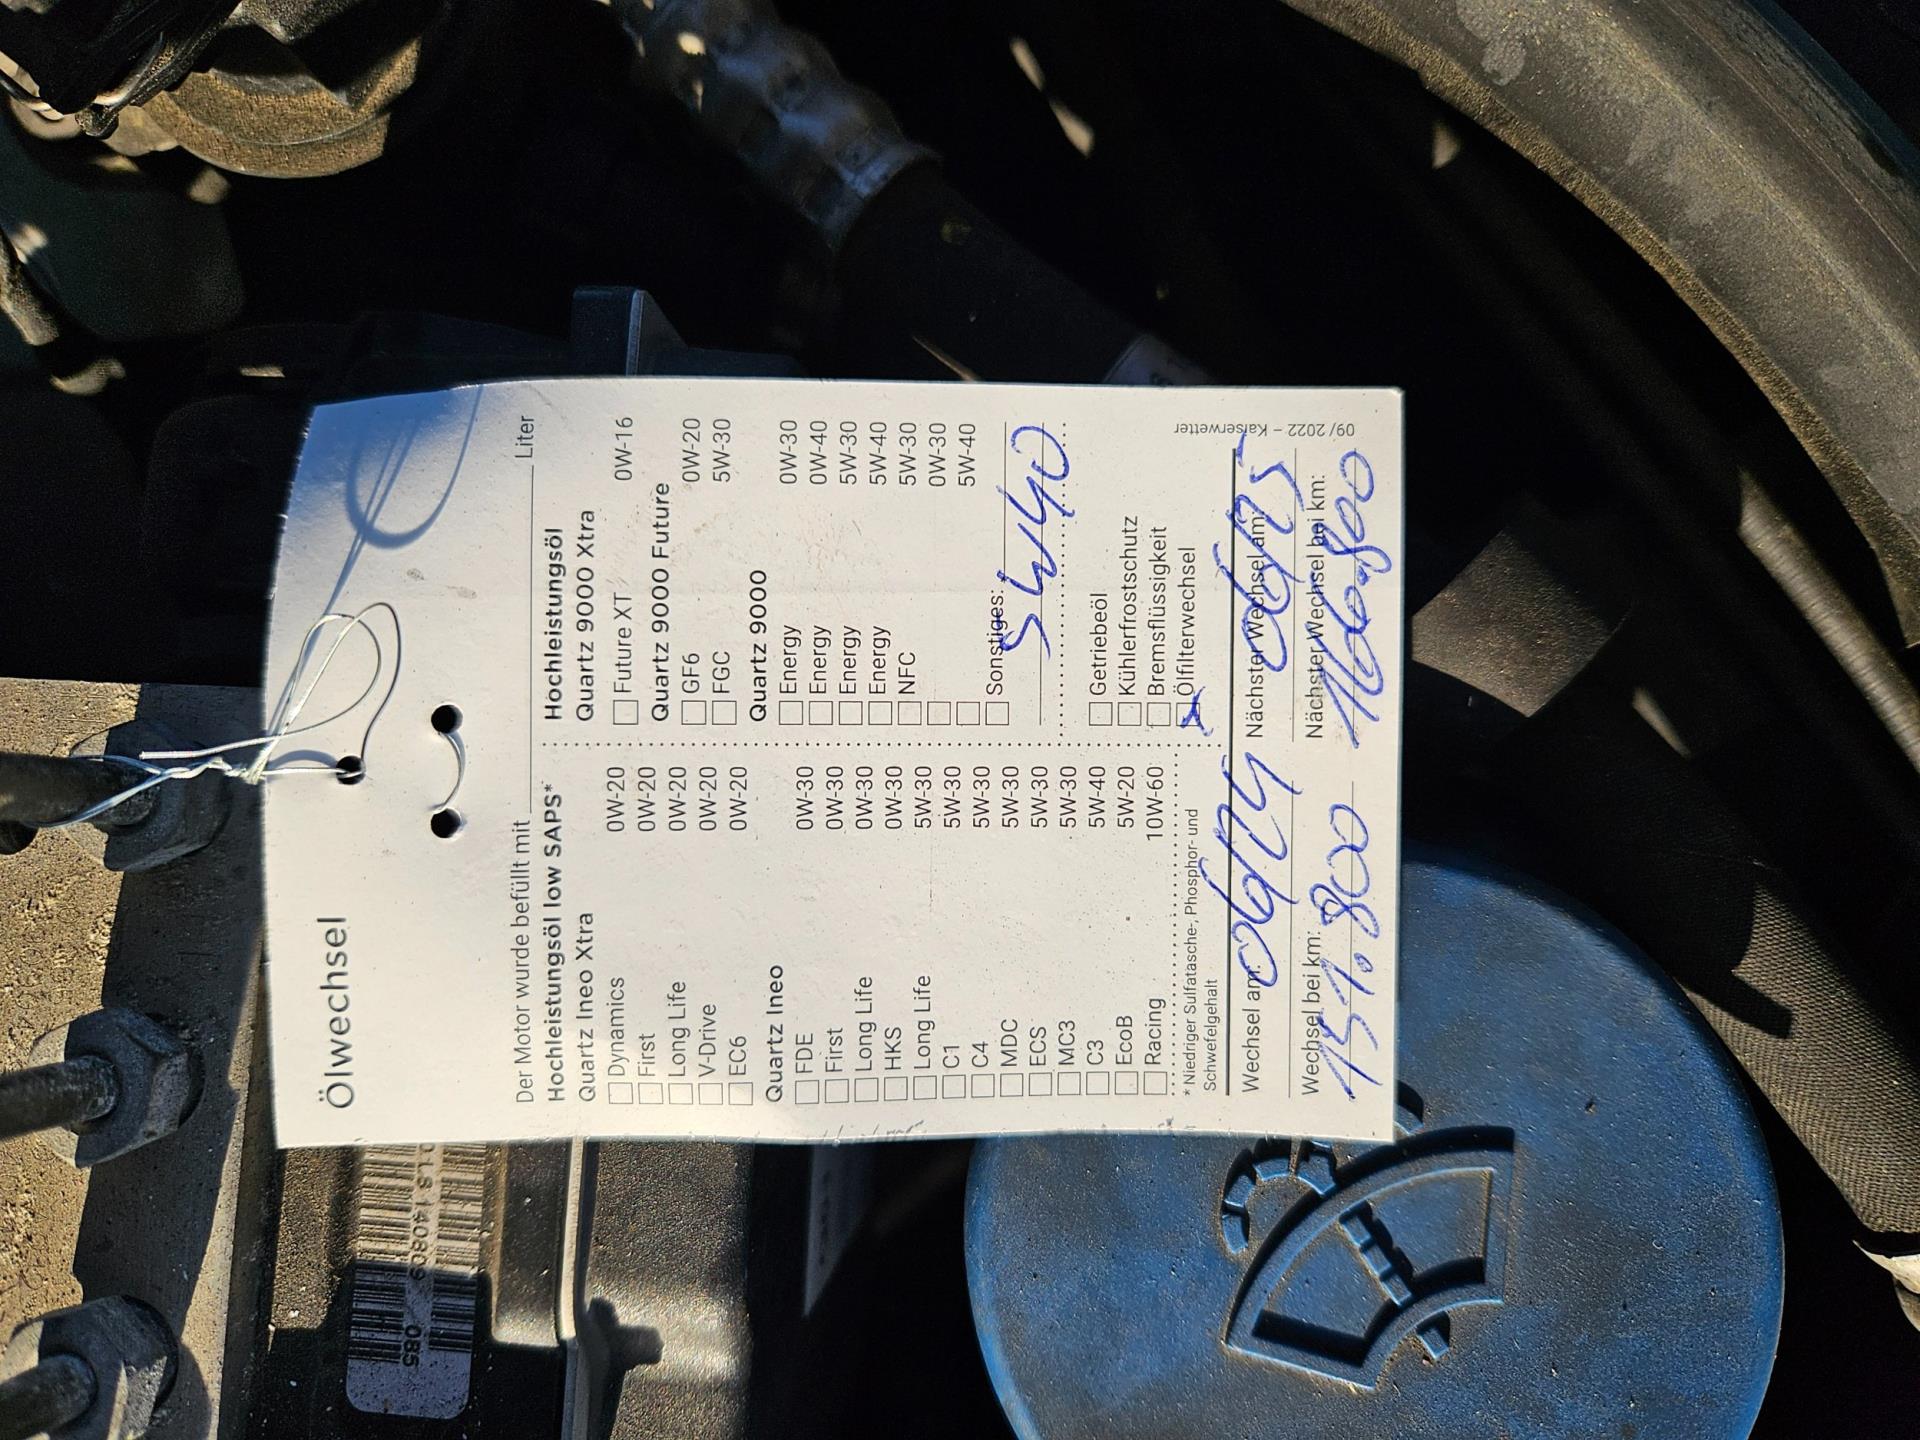 Ölwechsel
Der Motor wurde befüllt mit Liter
Hochleistungsöl low SAPS*
Quartz Ineo Xtra
Dynamics 0W-20
First 0W-20
Long Life 0W-20
V-Drive 0W-20
EC6 0W-20
Quartz Ineo
FDE 0W-30
First 0W-30
Long Life 0W-30
HKS 0W-30
Long Life 5W-30
C1 5W-30
C4 5W-30
MDC 5W-30
ECS 5W-30
MC3 5W-30
C3 5W-40
EcoB 5W-20
Racing 10W-60
* Niedriger Sulfatasche-, Phosphor- und
Schwefelgehalt
Hochleistungsöl
Quartz 9000 Xtra
Future XT 0W-16
Quartz 9000 Future
GF6 0W-20
FGC 5W-30
Quartz 9000
Energy 0W-30
Energy 0W-40
Energy 5W-30
Energy 5W-40
NFC 5W-30
0W-30
5W-40
Sonstiges:
5W40
Getriebeöl
Kühlerfrostschutz
Bremsflüssigkeit
x Ölfilterwechsel
Wechsel am:
Nächster Wechsel am:
Wechsel bei km: 151.800
Nächster Wechsel bei km: 166.800
09/2022 – Kaiserwetter
085